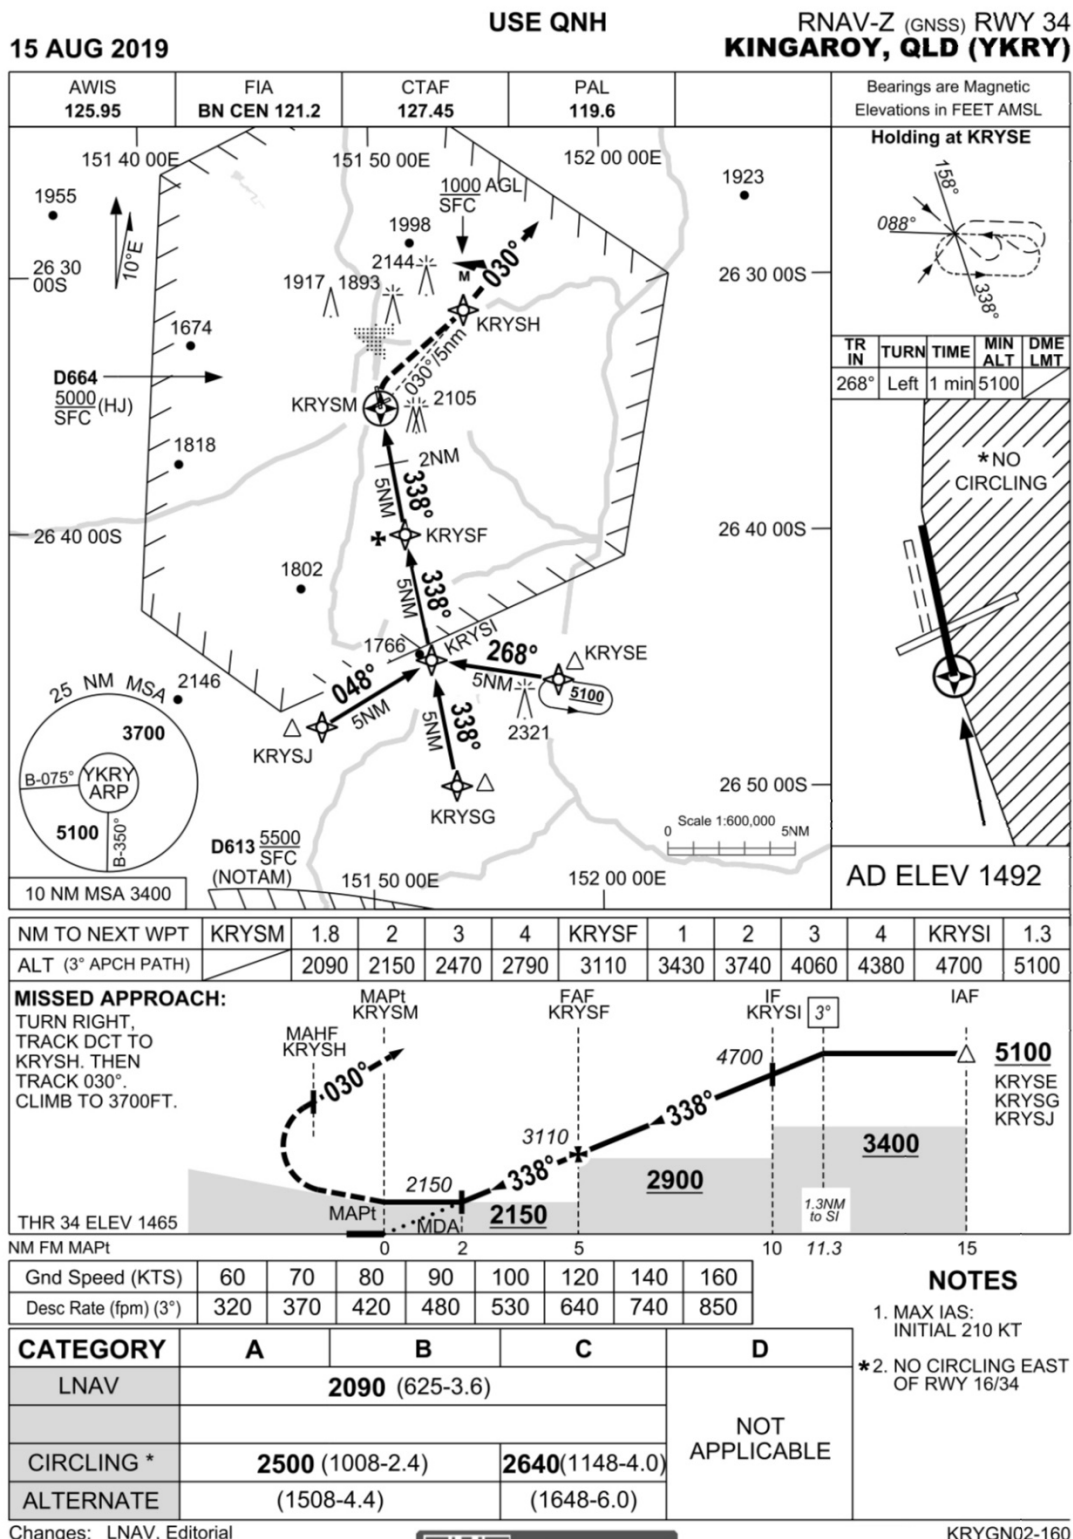 USE QNH
15 AUG 2019
RNAV-Z (GNSS) RWY 34
KINGAROY, QLD (YKRY)
AWIS
125.95
FIA
BN CEN 121.2
CTAF
127.45
PAL
119.6
Bearings are Magnetic
Elevations in FEET AMSL
151 40 00E
151 50 00E
152 00 00E
1955
10°E
26 30
00S
1674
D664
5000
SFC
(HJ)
1818
26 40 00S
1802
1917
1893
1998
2144
1000 AGL
SFC
M
030°
KRYSH
030°/5nm
KRYSM
2105
2NM
5NM
338°
KRYSF
5NM
338°
1766
KRYSI
268°
5NM
KRYSE
5100
2321
048°
5NM
KRYSJ
338°
5NM
KRYSG
1923
26 30 00S
26 40 00S
26 50 00S
25 NM MSA
2146
3700
B-075°
YKRY
ARP
5100
B-350°
10 NM MSA 3400
D613
5500
SFC
(NOTAM)
151 50 00E
152 00 00E
Scale 1:600,000
0
5NM
Holding at KRYSE
158°
088°
338°
TR
IN
TURN
TIME
MIN
ALT
DME
LMT
268°
Left
1 min
5100
*NO
CIRCLING
AD ELEV 1492
NM TO NEXT WPT KRYSM 1.8 2 3 4 KRYSF 1 2 3 4 KRYSI 1.3
ALT (3° APCH PATH) 2090 2150 2470 2790 3110 3430 3740 4060 4380 4700 5100
MISSED APPROACH:
TURN RIGHT,
TRACK DCT TO
KRYSH. THEN
TRACK 030°.
CLIMB TO 3700FT.
MAHF
KRYSH
MAPt
KRYSM
FAF
KRYSF
IF
KRYSI
3°
IAF
030°
2150
3110
338°
338°
4700
5100
KRYSE
KRYSG
KRYSJ
3400
2900
2150
1.3NM
to SI
MAPt
MDA
THR 34 ELEV 1465
NM FM MAPt 0 2 5 10 11.3 15
Gnd Speed (KTS) 60 70 80 90 100 120 140 160
Desc Rate (fpm) (3°) 320 370 420 480 530 640 740 850
NOTES
1. MAX IAS:
INITIAL 210 KT
*2. NO CIRCLING EAST
OF RWY 16/34
CATEGORY A B C D
LNAV 2090 (625-3.6)
NOT
APPLICABLE
CIRCLING * 2500 (1008-2.4) 2640(1148-4.0)
ALTERNATE (1508-4.4) (1648-6.0)
Changes: LNAV, Editorial
KRYGN02-160